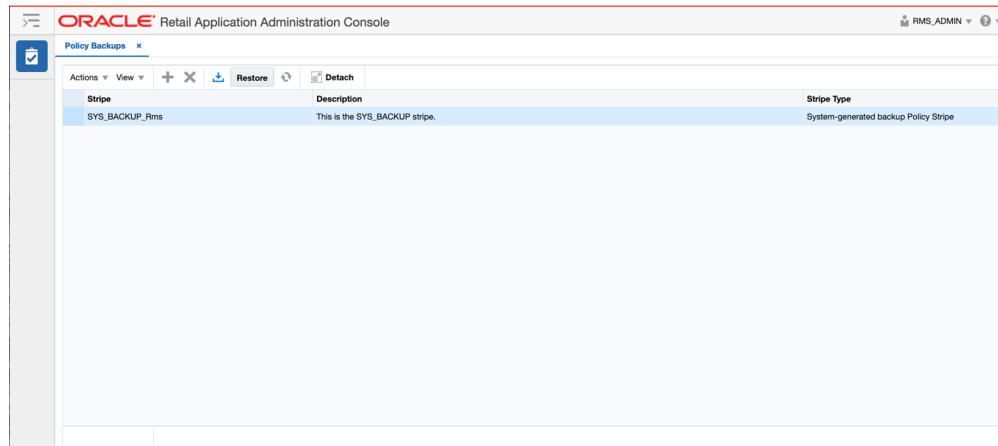 ORACLE Retail Application Administration Console RMS_ADMIN
Policy Backups ×
Actions View Restore Detach
Stripe Description Stripe Type
SYS_BACKUP_Rms This is the SYS_BACKUP stripe. System-generated backup Policy Stripe